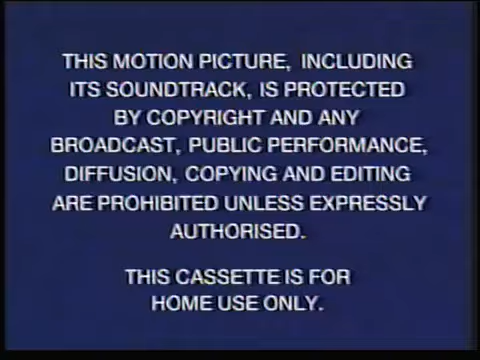 THIS MOTION PICTURE, INCLUDING
ITS SOUNDTRACK, IS PROTECTED
BY COPYRIGHT AND ANY
BROADCAST, PUBLIC PERFORMANCE,
DIFFUSION, COPYING AND EDITING
ARE PROHIBITED UNLESS EXPRESSLY
AUTHORISED.
THIS CASSETTE IS FOR
HOME USE ONLY.